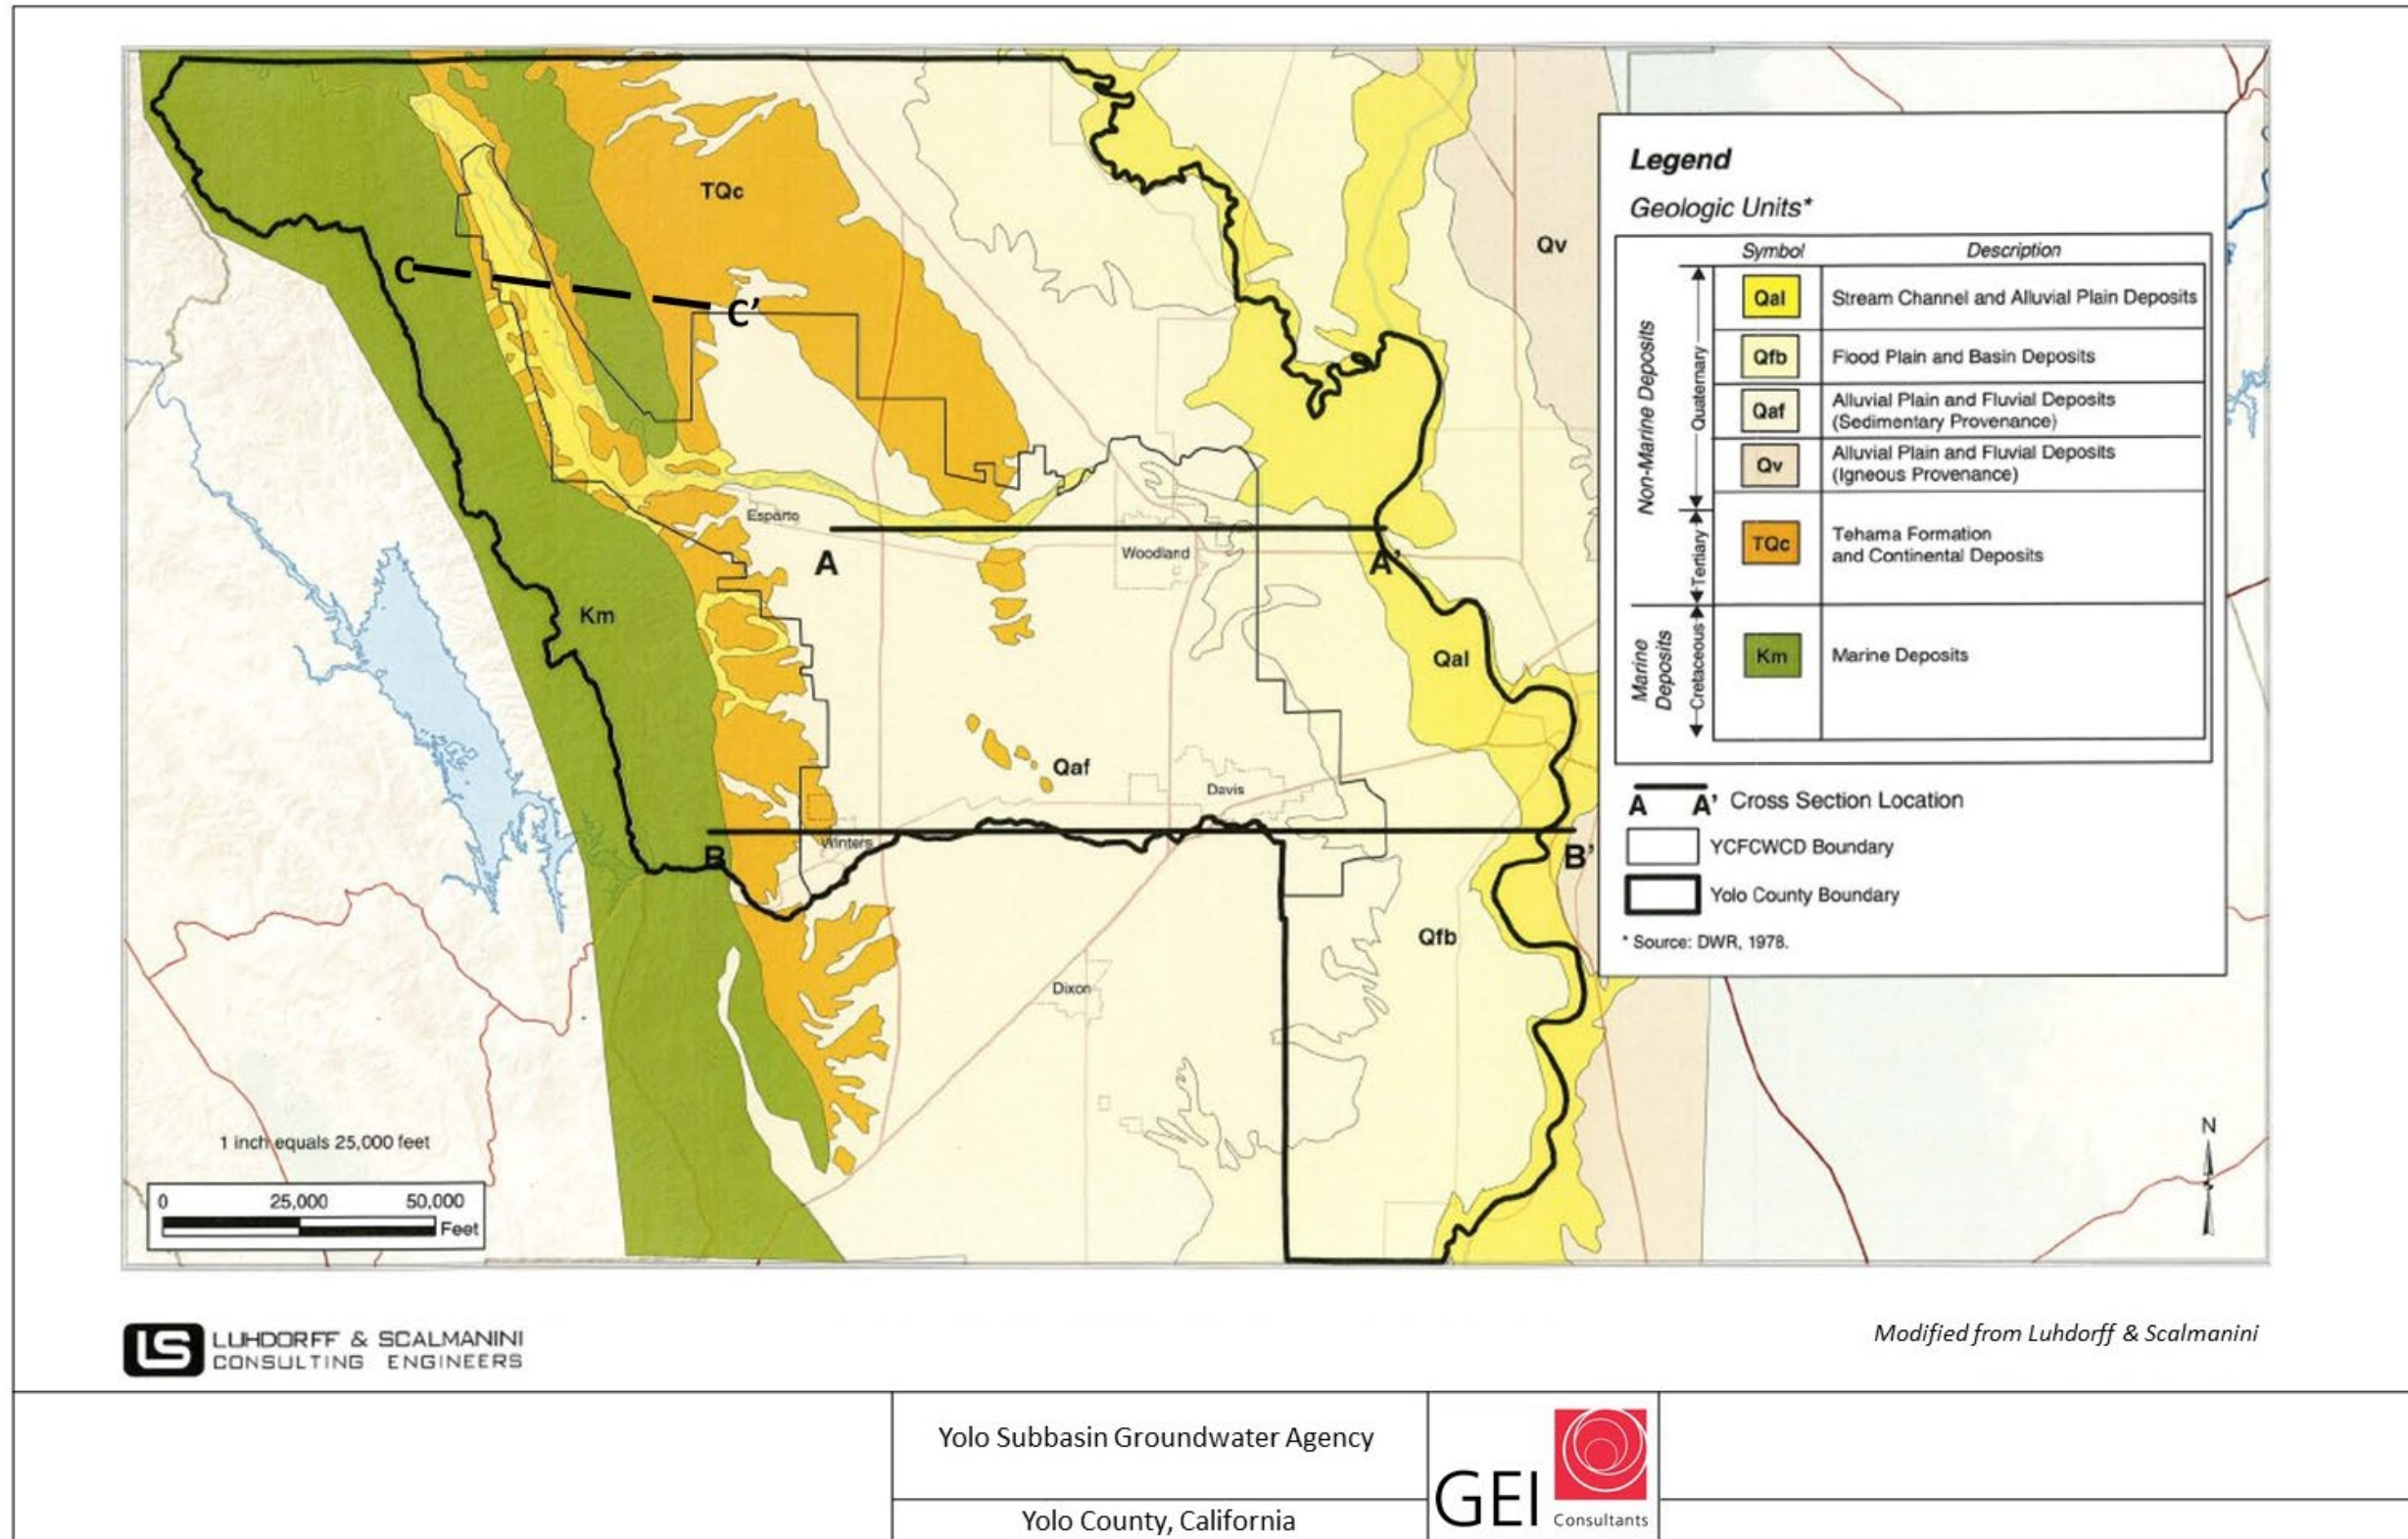 TQc
Qv
C
C'
Esparto
A
Woodland
A'
Km
Qal
Qaf
Davis
Winters
B
B'
Qfb
Dixon
Legend
Geologic Units*
Symbol
Description
Non-Marine Deposits
Quaternary
Tertiary
Marine
Deposits
Cretaceous
Qal
Stream Channel and Alluvial Plain Deposits
Qfb
Flood Plain and Basin Deposits
Qaf
Alluvial Plain and Fluvial Deposits
(Sedimentary Provenance)
Qv
Alluvial Plain and Fluvial Deposits
(Igneous Provenance)
TQc
Tehama Formation
and Continental Deposits
Km
Marine Deposits
A A' Cross Section Location
YCFCWCD Boundary
Yolo County Boundary
* Source: DWR, 1978.
1 inch equals 25,000 feet
0 25,000 50,000
Feet
N
LS
LUHDORFF & SCALMANINI
CONSULTING ENGINEERS
Modified from Luhdorff & Scalmanini
Yolo Subbasin Groundwater Agency
Yolo County, California
GEI
Consultants